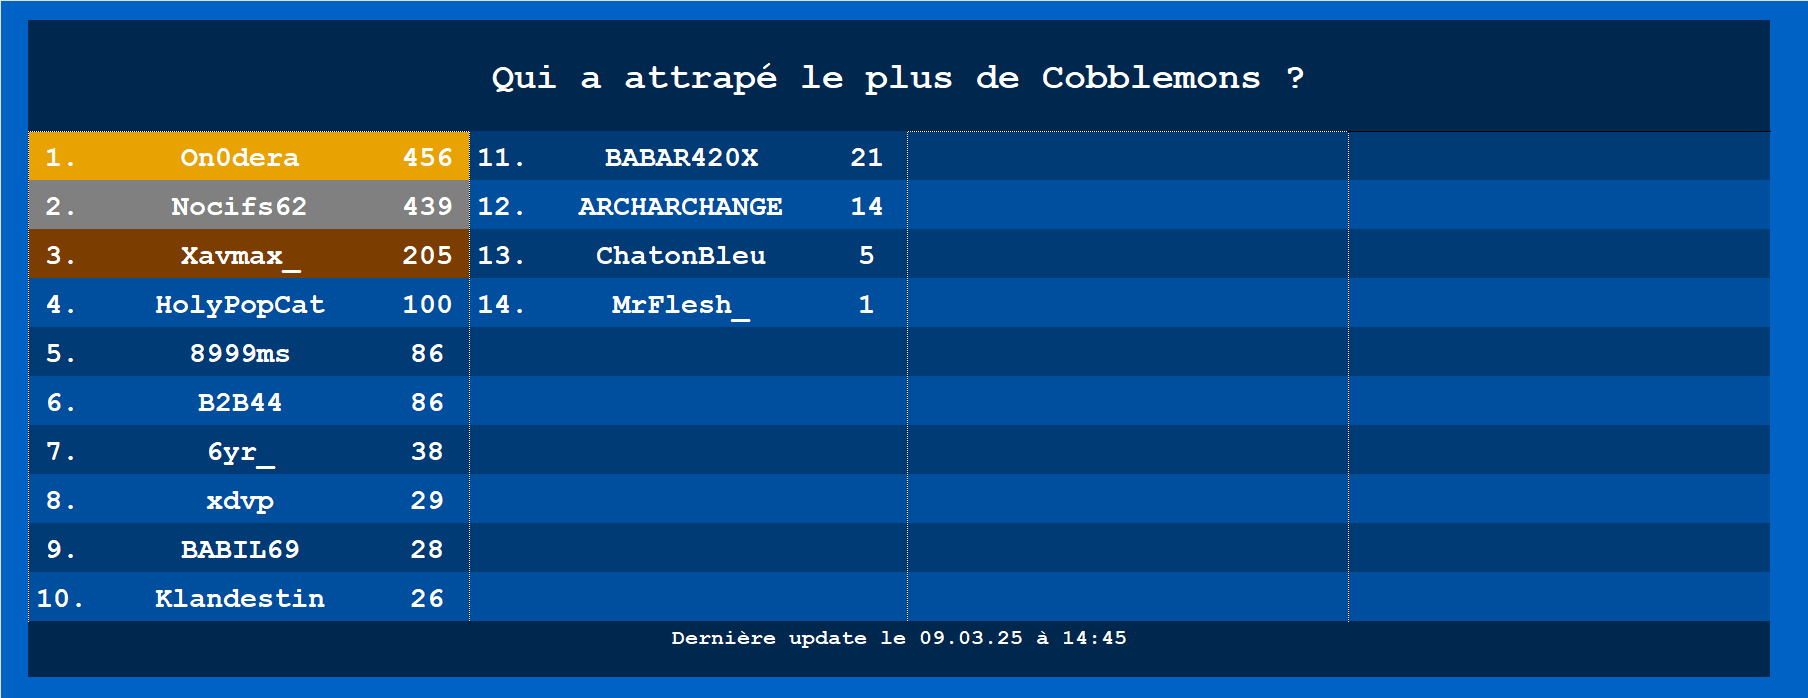 Qui a attrapé le plus de Cobblemons ?
1. On0dera 456
2. Nocifs62 439
3. Xavmax_ 205
4. HolyPopCat 100
5. 8999ms 86
6. B2B44 86
7. 6yr_ 38
8. xdvp 29
9. BABIL69 28
10. Klandestin 26
11. BABAR420X 21
12. ARCHARCHANGE 14
13. ChatonBleu 5
14. MrFlesh_ 1
Dernière update le 09.03.25 à 14:45